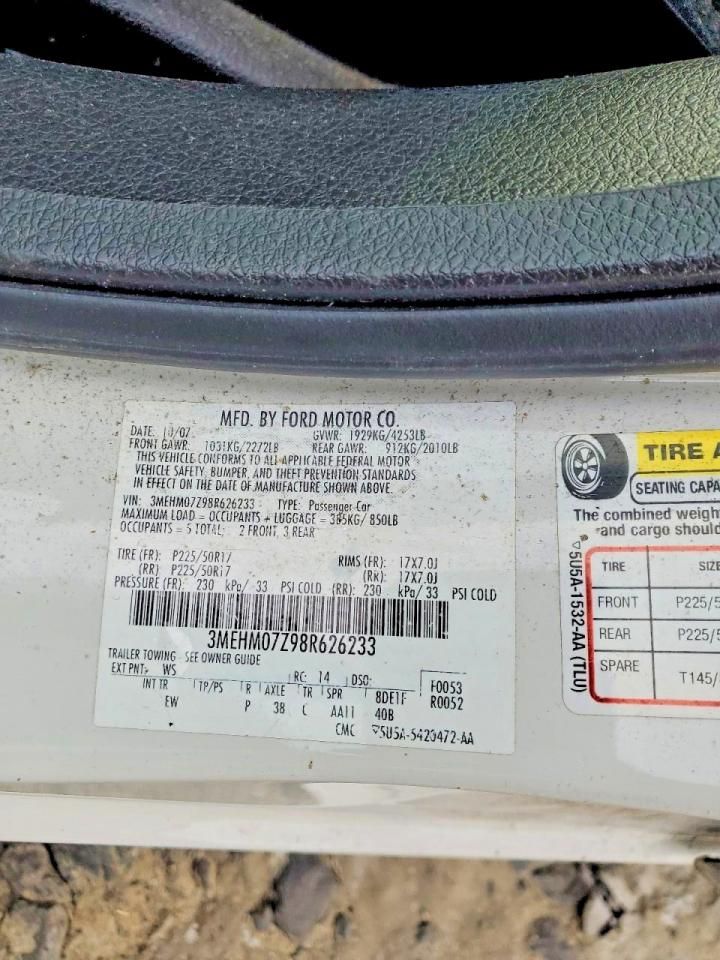 MFD. BY FORD MOTOR CO.
DATE: 10/07 GVWR: 1929KG/4253LB
FRONT GAWR: 1031KG/2272LB REAR GAWR: 912KG/2010LB
THIS VEHICLE CONFORMS TO ALL APPLICABLE FEDERAL MOTOR
VEHICLE SAFETY, BUMPER, AND THEFT PREVENTION STANDARDS
IN EFFECT ON THE DATE OF MANUFACTURE SHOWN ABOVE.
VIN: 3MEHM07Z98R626233 TYPE: Passenger Car
MAXIMUM LOAD = OCCUPANTS + LUGGAGE = 385KG/ 850LB
OCCUPANTS = 5 TOTAL: 2 FRONT, 3 REAR
TIRE (FR): P225/50R17 RIMS (FR): 17X7.0J
(RR) P225/50R17 (RR): 17X7.0J
PRESSURE (FR): 230 kPa/ 33 PSI COLD (RR): 230 kPa/ 33 PSI COLD
3MEHM07Z98R626233
TRAILER TOWING - SEE OWNER GUIDE
EXT PNT: WS RC: 14 DSO: F0053
INT TR TP/PS R AXLE TR SPR 8DE1F R0052
EW P 38 C AA11 40B
CMC ▽5U5A-5420472-AA
TIRE A
SEATING CAPA
The combined weigh
and cargo should
TIRE SIZE
FRONT P225/5
REAR P225/5
SPARE T145/
▽5U5A-1532-AA (TLU)